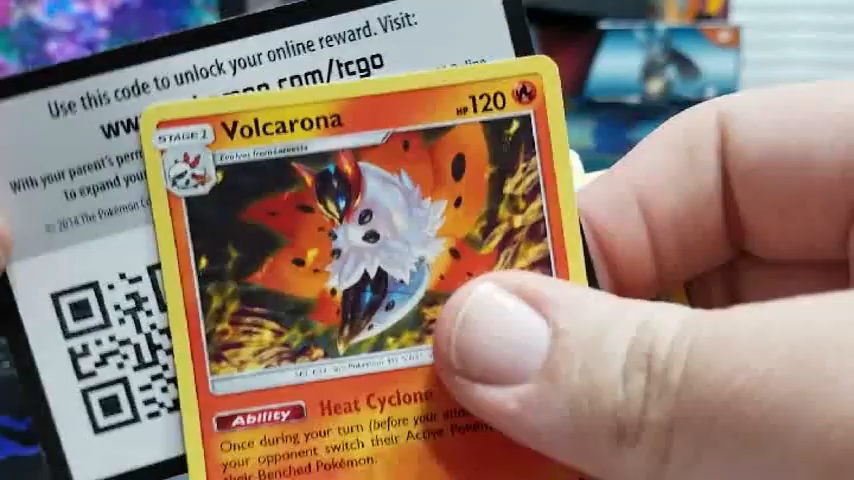 Use this code to unlock your online reward. Visit:
ww
.com/tcgo
With your parent's perm
to expand your
© 2014 The Pokémon Co
STAGE 1
Volcarona
HP 120
Evolves from Larvesta
Ability
Heat Cyclone
Once during your turn (before your
your opponent switch their Active Pokém
their Benched Pokémon.